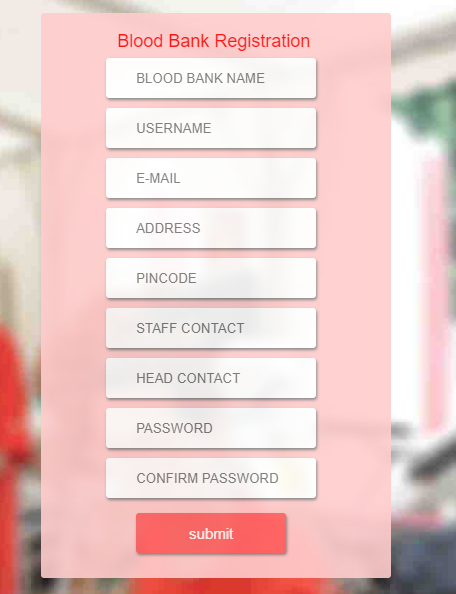 Blood Bank Registration
BLOOD BANK NAME
USERNAME
E-MAIL
ADDRESS
PINCODE
STAFF CONTACT
HEAD CONTACT
PASSWORD
CONFIRM PASSWORD
submit